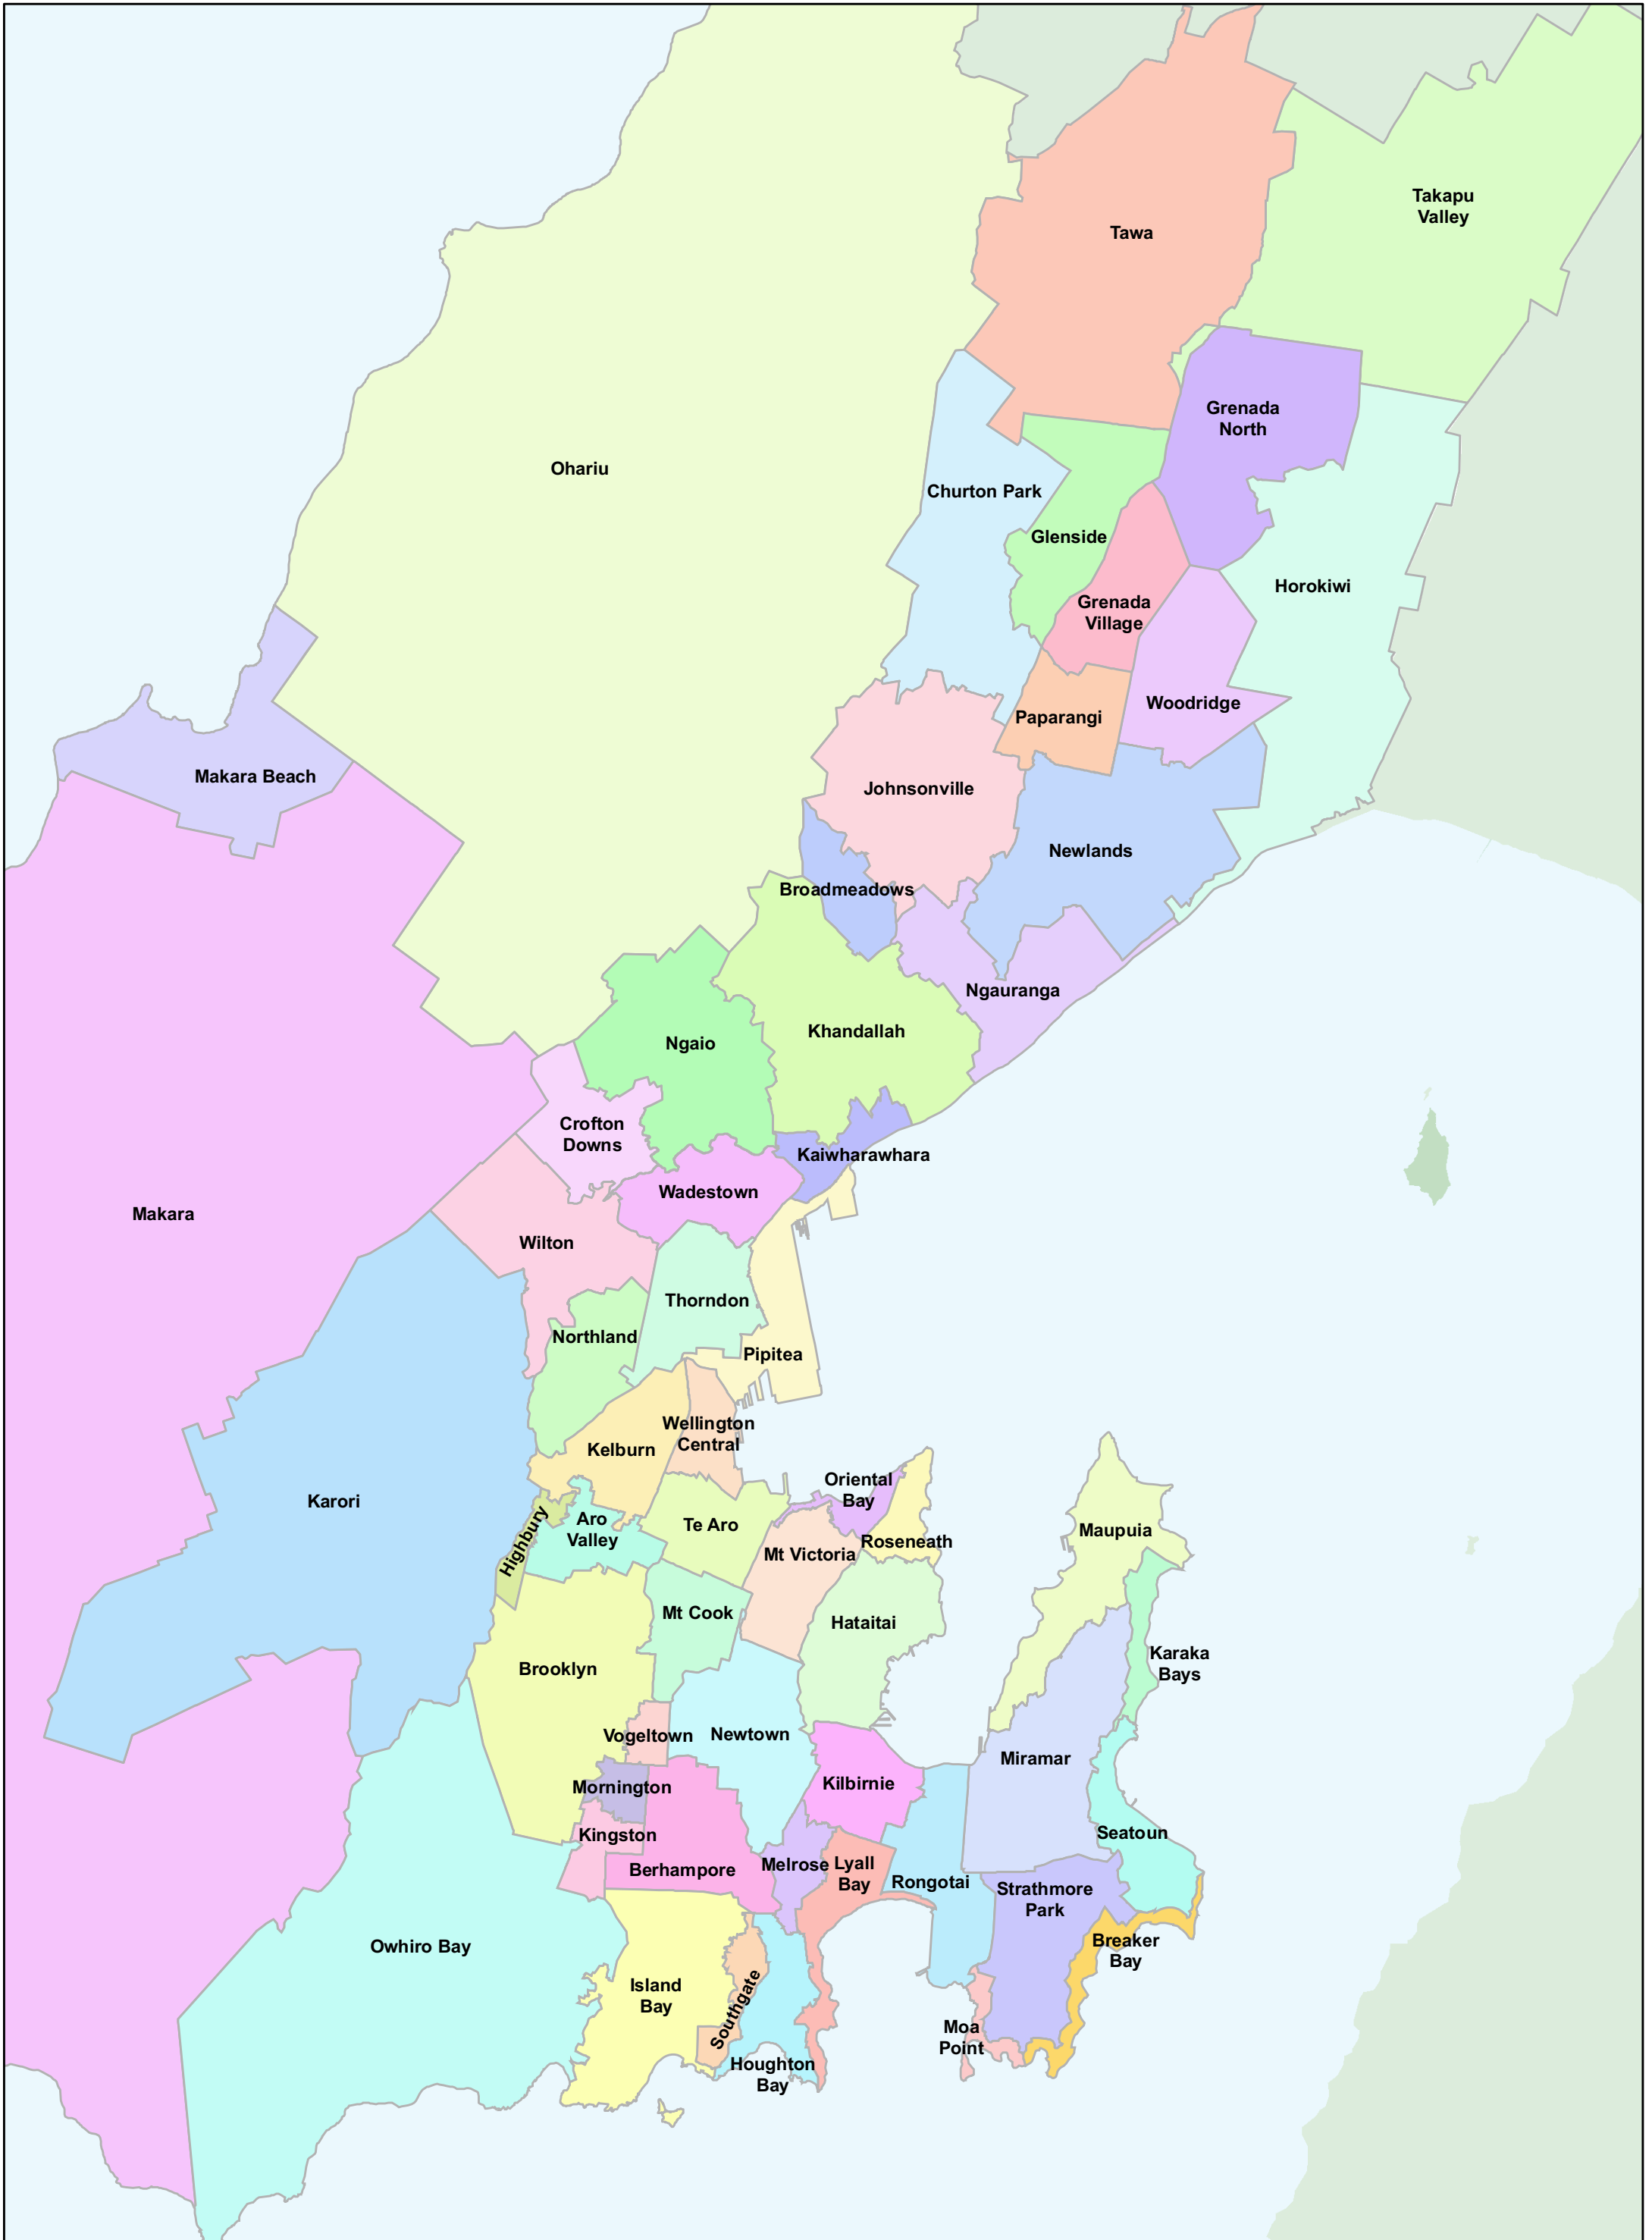 Takapu
Valley
Tawa
Grenada
North
Ohariu
Churton Park
Glenside
Horokiwi
Grenada
Village
Woodridge
Paparangi
Makara Beach
Johnsonville
Newlands
Broadmeadows
Ngauranga
Khandallah
Ngaio
Crofton
Downs
Kaiwharawhara
Wadestown
Makara
Wilton
Thorndon
Northland
Pipitea
Wellington
Central
Kelburn
Oriental
Bay
Karori
Highbury
Aro
Valley
Te Aro
Mt Victoria
Roseneath
Maupuia
Mt Cook
Hataitai
Karaka
Bays
Brooklyn
Vogeltown
Newtown
Miramar
Mornington
Kilbirnie
Kingston
Seatoun
Berhampore
Melrose
Lyall
Bay
Rongotai
Strathmore
Park
Owhiro Bay
Breaker
Bay
Island
Bay
Southgate
Moa
Point
Houghton
Bay